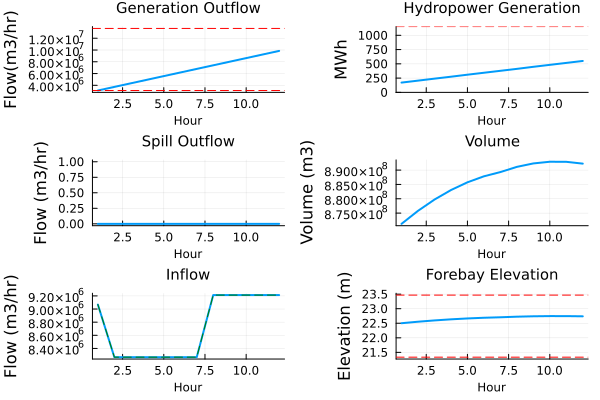 Generation Outflow
Flow(m3/hr)
1.20×10⁷
1.00×10⁷
8.00×10⁶
6.00×10⁶
4.00×10⁶
2.5 5.0 7.5 10.0
Hour
Hydropower Generation
MWh
1000
750
500
250
0
2.5 5.0 7.5 10.0
Hour
Spill Outflow
Flow (m3/hr)
1.00
0.75
0.50
0.25
0.00
2.5 5.0 7.5 10.0
Hour
Volume
Volume (m3)
8.900×10⁸
8.850×10⁸
8.800×10⁸
8.750×10⁸
2.5 5.0 7.5 10.0
Hour
Inflow
Flow (m3/hr)
9.20×10⁶
9.00×10⁶
8.80×10⁶
8.60×10⁶
8.40×10⁶
2.5 5.0 7.5 10.0
Hour
Forebay Elevation
Elevation (m)
23.5
23.0
22.5
22.0
21.5
2.5 5.0 7.5 10.0
Hour